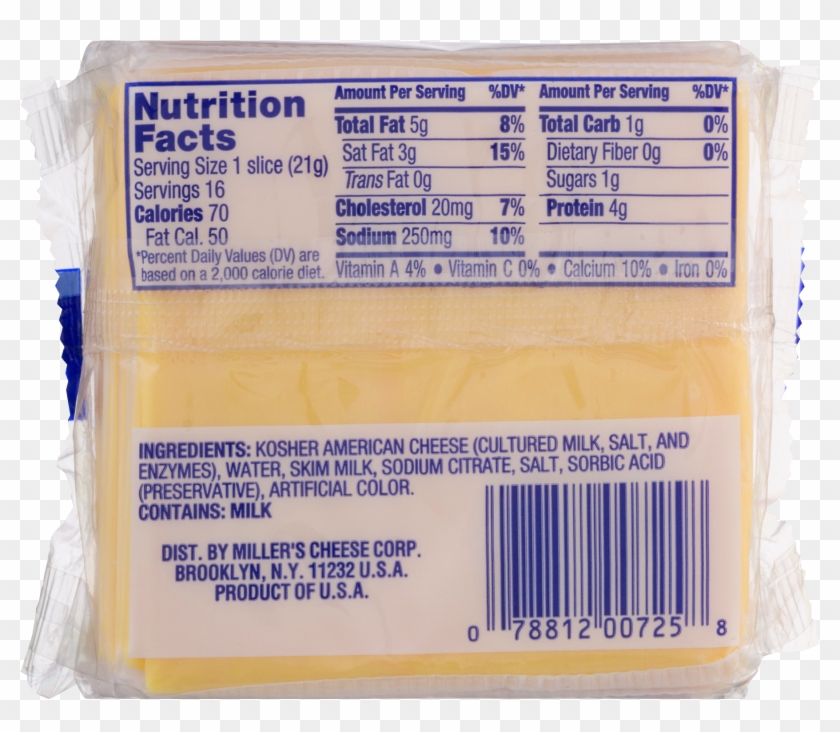 Nutrition
Facts
Serving Size 1 slice (21g)
Servings 16
Calories 70
Fat Cal. 50
*Percent Daily Values (DV) are
based on a 2,000 calorie diet.
Amount Per Serving %DV*
Total Fat 5g 8%
Sat Fat 3g 15%
Trans Fat 0g
Cholesterol 20mg 7%
Sodium 250mg 10%
Amount Per Serving %DV*
Total Carb 1g 0%
Dietary Fiber 0g 0%
Sugars 1g
Protein 4g
Vitamin A 4% • Vitamin C 0% • Calcium 10% • Iron 0%
INGREDIENTS: KOSHER AMERICAN CHEESE (CULTURED MILK, SALT, AND
ENZYMES), WATER, SKIM MILK, SODIUM CITRATE, SALT, SORBIC ACID
(PRESERVATIVE), ARTIFICIAL COLOR.
CONTAINS: MILK
DIST. BY MILLER'S CHEESE CORP.
BROOKLYN, N.Y. 11232 U.S.A.
PRODUCT OF U.S.A.
0 78812 00725 8